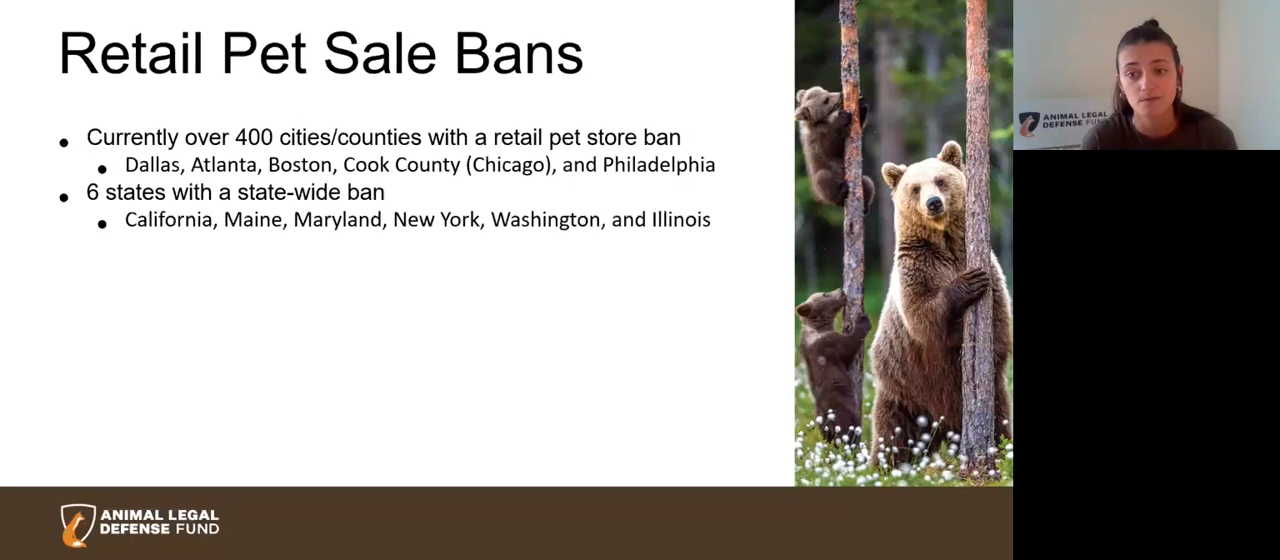 Retail Pet Sale Bans
• Currently over 400 cities/counties with a retail pet store ban
• Dallas, Atlanta, Boston, Cook County (Chicago), and Philadelphia
• 6 states with a state-wide ban
• California, Maine, Maryland, New York, Washington, and Illinois
ANIMAL LEGAL
DEFENSE FUND
ANIMAL LEGAL
DEFENSE FUND